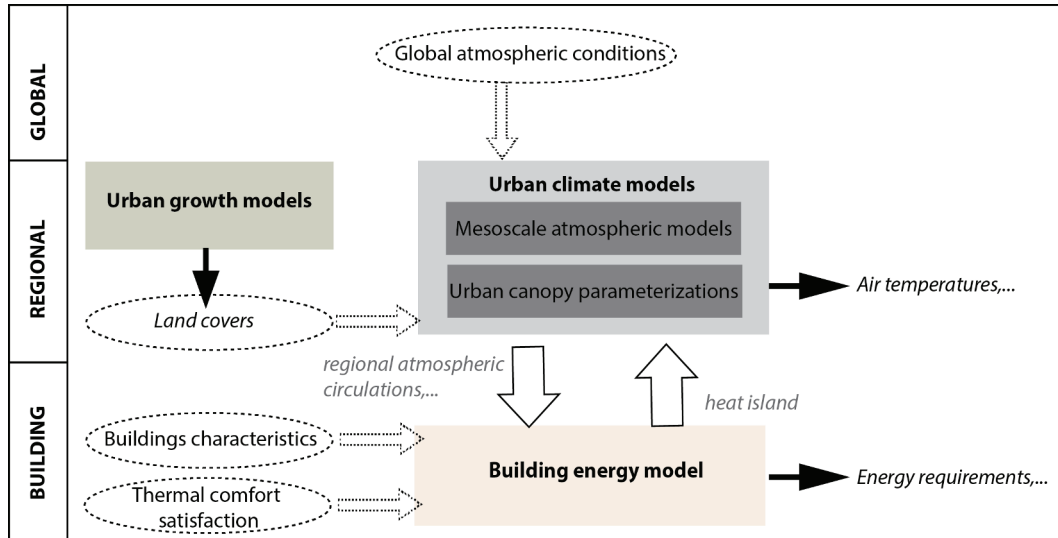 GLOBAL
Global atmospheric conditions
REGIONAL
Urban growth models
Land covers
Urban climate models
Mesoscale atmospheric models
Urban canopy parameterizations
Air temperatures,...
regional atmospheric
circulations,...
heat island
BUILDING
Buildings characteristics
Thermal comfort
satisfaction
Building energy model
Energy requirements,...